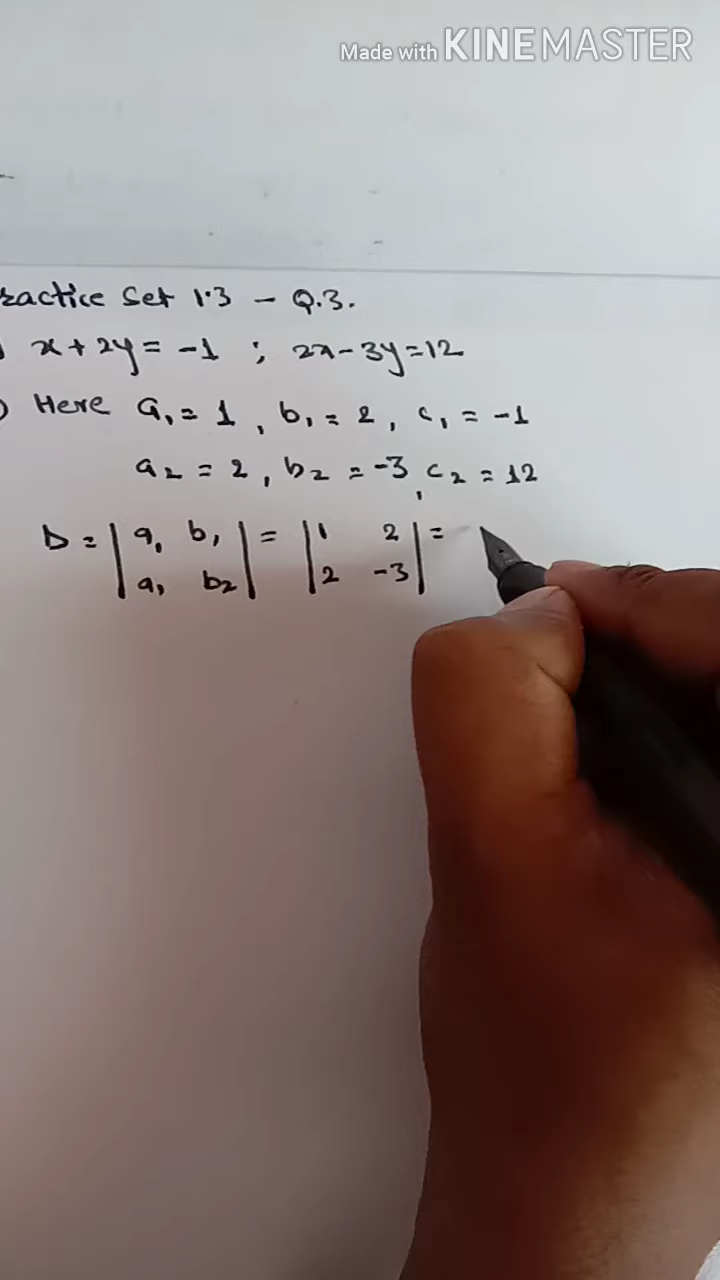 Made with KINEMASTER
ractice Set 1.3 - Q.3.
x + 2y = -1 ; 2x - 3y = 12
) Here a₁ = 1 , b₁ = 2 , c₁ = -1
a₂ = 2 , b₂ = -3 , c₂ = 12
D = | a₁ b₁ | = | 1 2 | =
| a₁ b₂ | | 2 -3 |